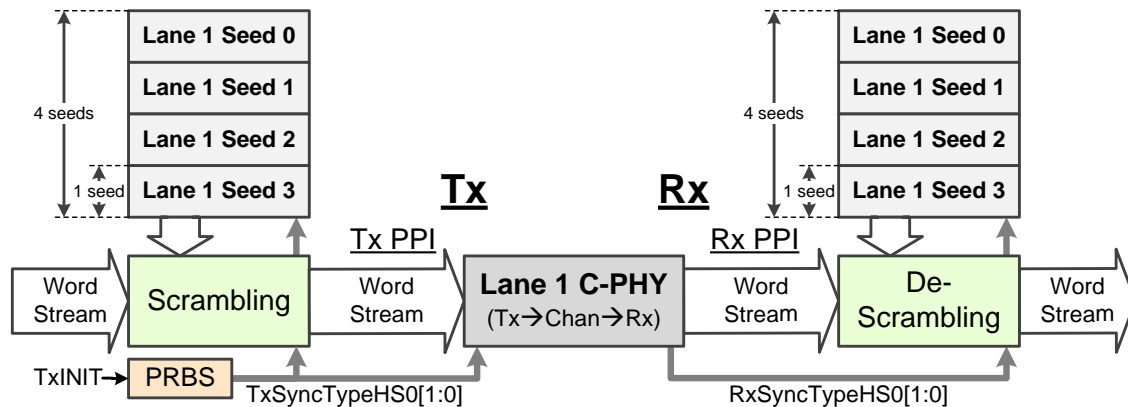 Lane 1 Seed 0
Lane 1 Seed 1
4 seeds
Lane 1 Seed 2
1 seed
Lane 1 Seed 3
Lane 1 Seed 0
Lane 1 Seed 1
4 seeds
Lane 1 Seed 2
1 seed
Lane 1 Seed 3
Tx
Rx
Tx PPI
Rx PPI
Word
Stream
Scrambling
Word
Stream
Lane 1 C-PHY
(Tx→Chan→Rx)
Word
Stream
De-
Scrambling
Word
Stream
TxINIT
PRBS
TxSyncTypeHS0[1:0]
RxSyncTypeHS0[1:0]